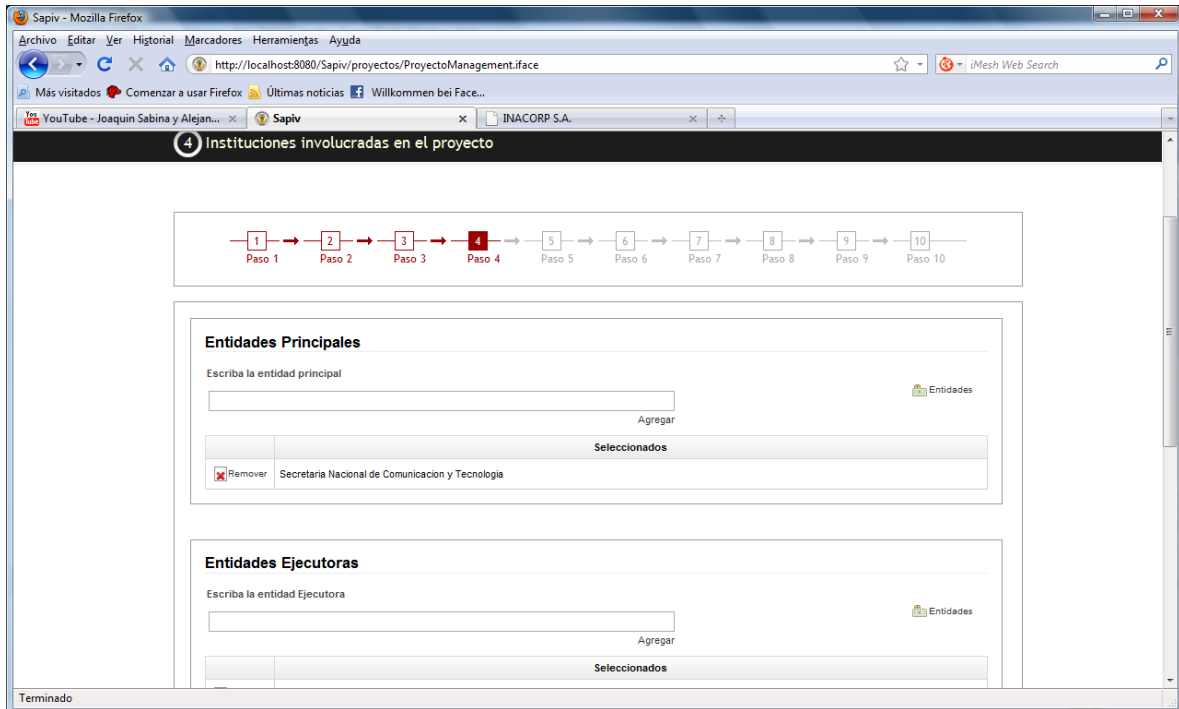 Sapiv - Mozilla Firefox
Archivo Editar Ver Historial Marcadores Herramientas Ayuda
http://localhost:8080/Sapiv/proyectos/ProyectoManagement.iface
iMesh Web Search
Más visitados Comenzar a usar Firefox Últimas noticias Willkommen bei Face...
You Tube YouTube - Joaquin Sabina y Alejan... Sapiv INACORP S.A.
4 Instituciones involucradas en el proyecto
1 2 3 4 5 6 7 8 9 10
Paso 1 Paso 2 Paso 3 Paso 4 Paso 5 Paso 6 Paso 7 Paso 8 Paso 9 Paso 10
Entidades Principales
Escriba la entidad principal
Entidades
Agregar
Seleccionados
Remover Secretaria Nacional de Comunicacion y Tecnologia
Entidades Ejecutoras
Escriba la entidad Ejecutora
Entidades
Agregar
Seleccionados
Terminado